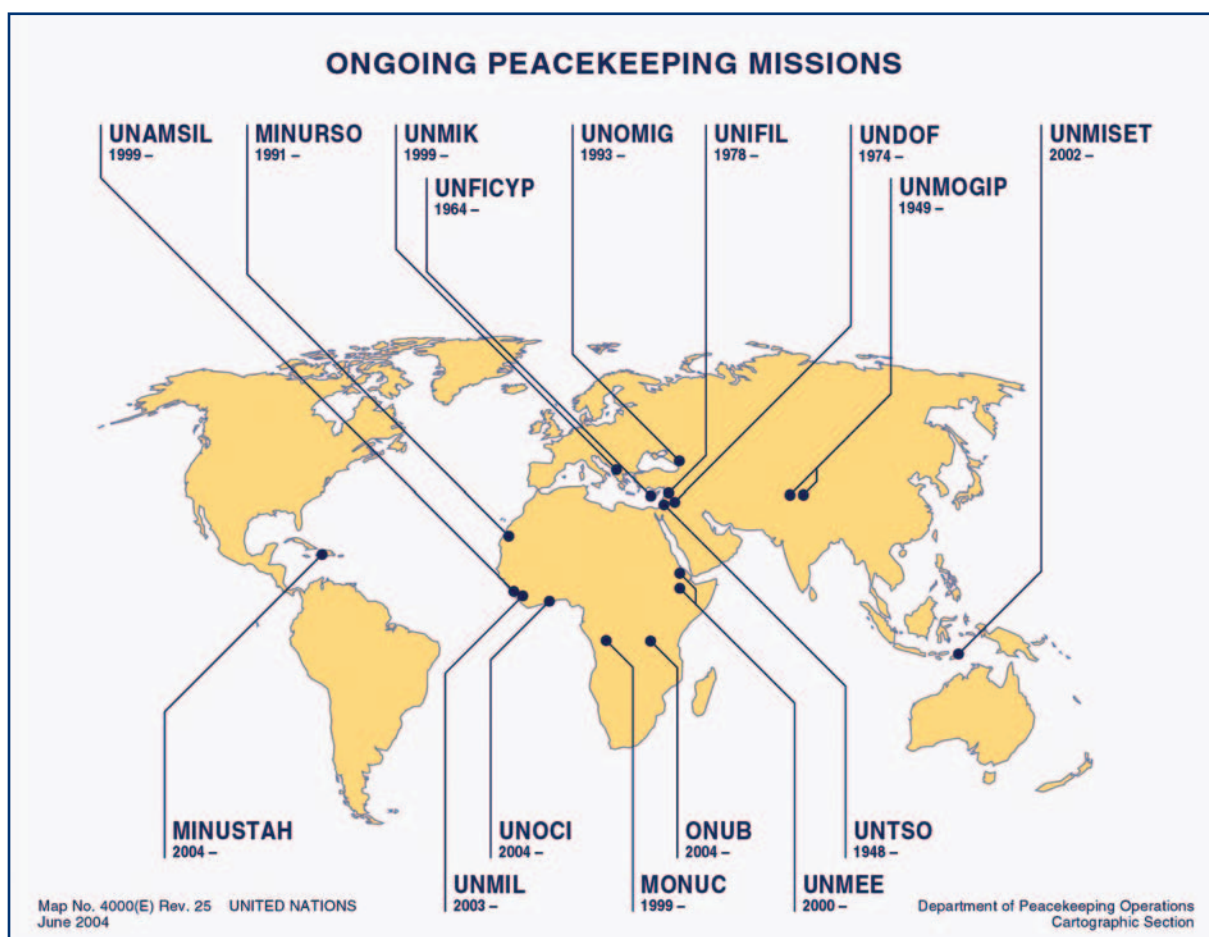 ONGOING PEACEKEEPING MISSIONS
UNAMSIL
1999 –
MINURSO
1991 –
UNMIK
1999 –
UNOMIG
1993 –
UNIFIL
1978 –
UNDOF
1974 –
UNMISET
2002 –
UNFICYP
1964 –
UNMOGIP
1949 –
MINUSTAH
2004 –
UNOCI
2004 –
ONUB
2004 –
UNTSO
1948 –
UNMIL
2003 –
MONUC
1999 –
UNMEE
2000 –
Map No. 4000(E) Rev. 25 UNITED NATIONS
June 2004
Department of Peacekeeping Operations
Cartographic Section